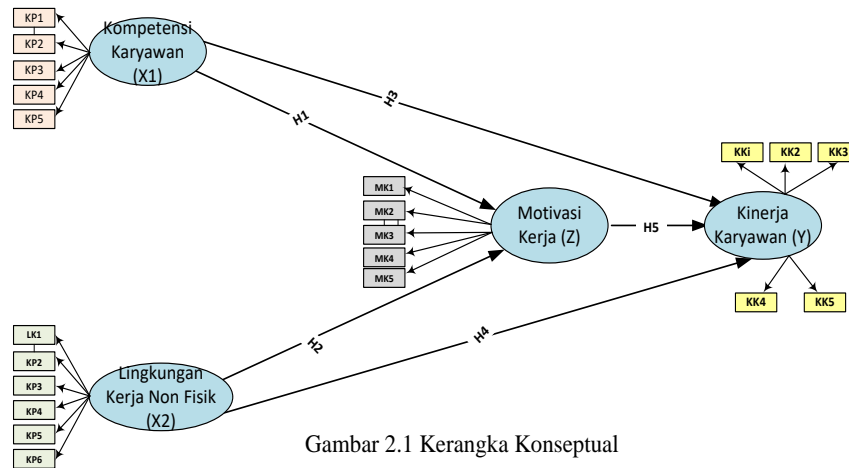 KP1
KP2
KP3
KP4
KP5
Kompetensi
Karyawan
(X1)
H3
H1
KKi
KK2
KK3
MK1
MK2
MK3
MK4
MK5
Motivasi
Kerja (Z)
H5
Kinerja
Karyawan (Y)
KK4
KK5
H2
H4
LK1
KP2
KP3
KP4
KP5
KP6
Lingkungan
Kerja Non Fisik
(X2)
Gambar 2.1 Kerangka Konseptual